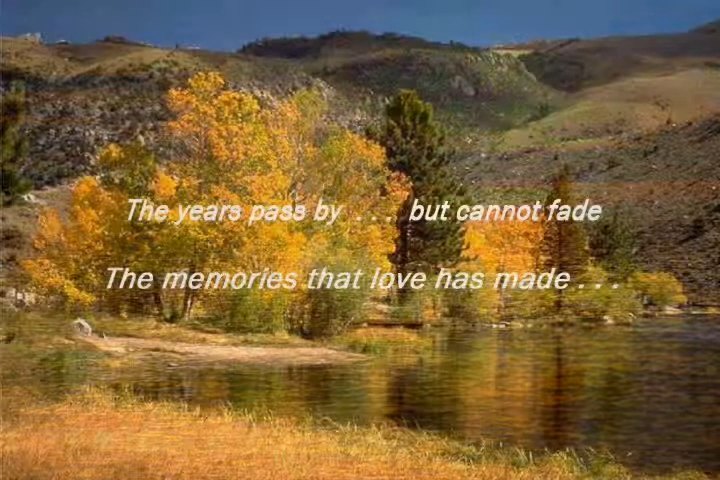 The years pass by . . . but cannot fade
The memories that love has made . . .